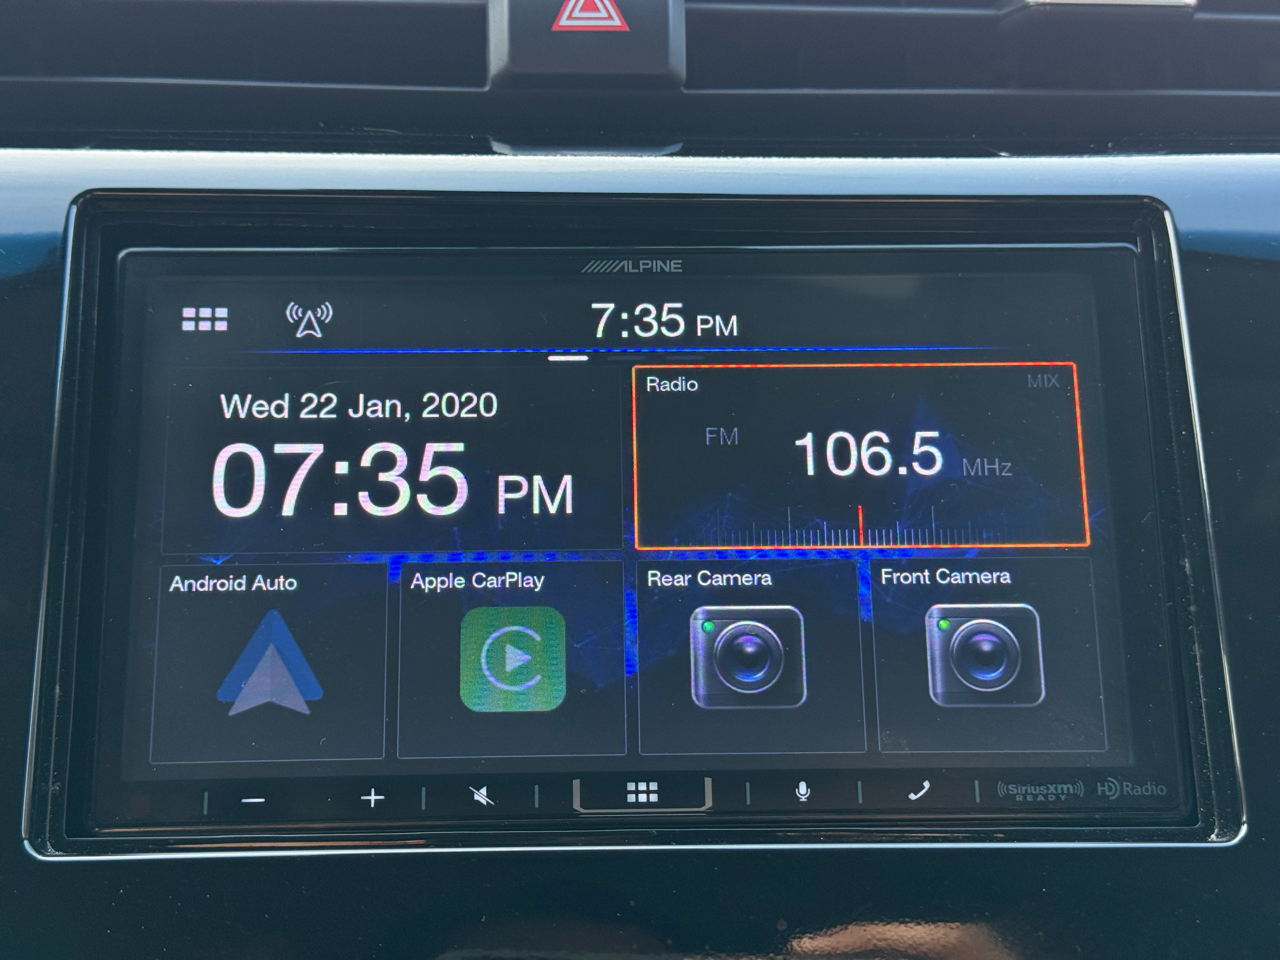 ALPINE
7:35 PM
Wed 22 Jan, 2020
07:35 PM
Radio
MIX
FM
106.5 MHz
Android Auto
Apple CarPlay
Rear Camera
Front Camera
SiriusXM
READY
HD Radio